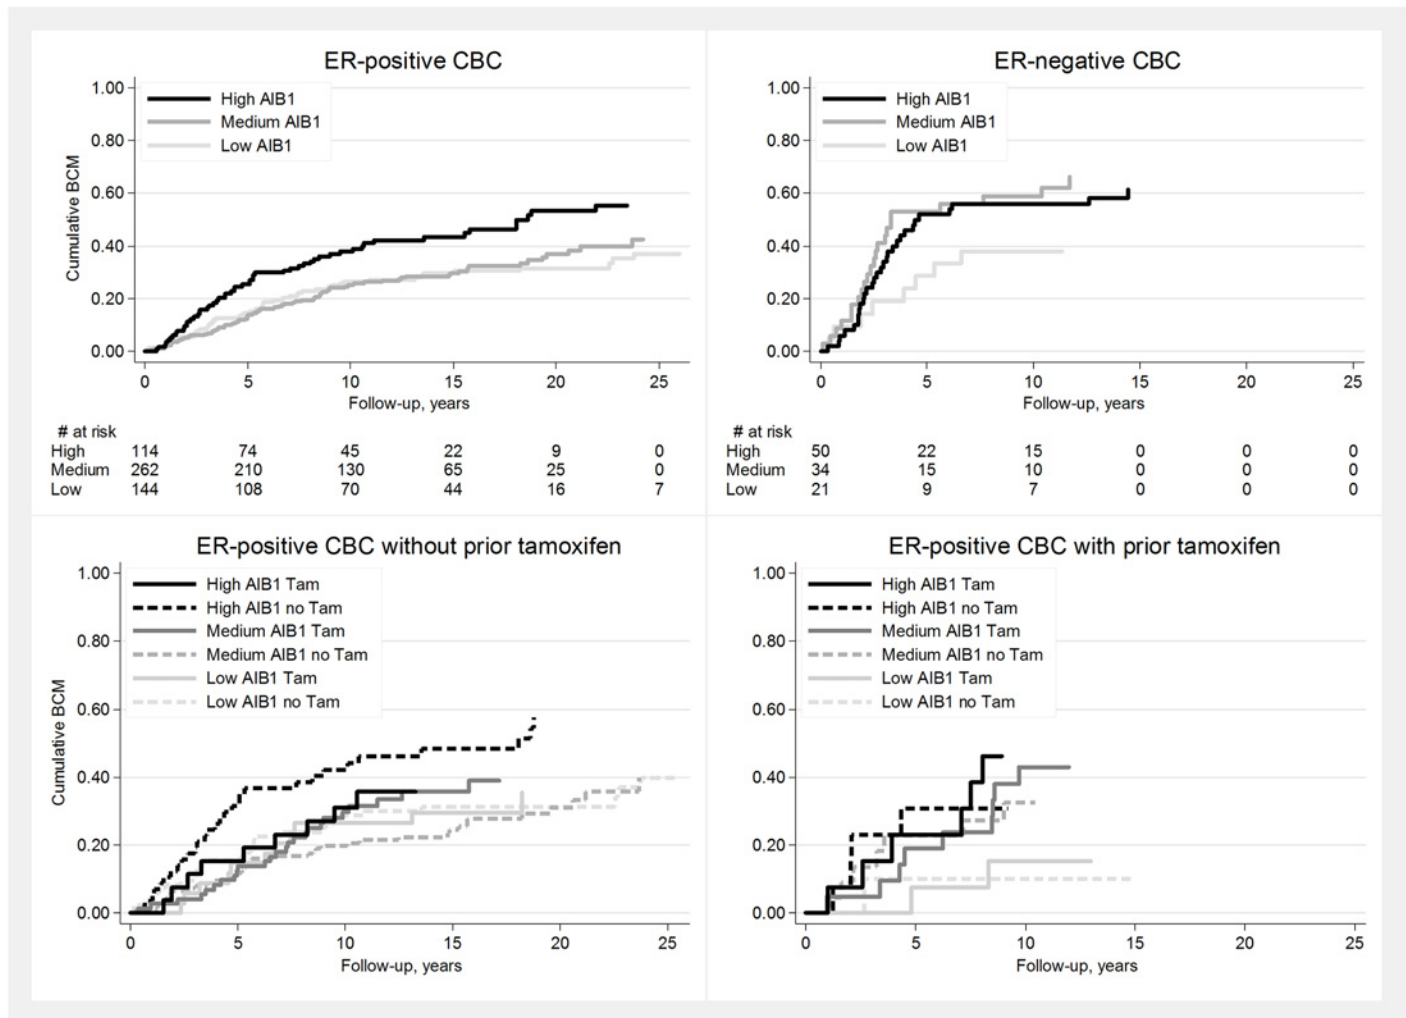 ER-positive CBC
1.00
0.80
0.60
0.40
0.20
0.00
Cumulative BCM
High AIB1
Medium AIB1
Low AIB1
0 5 10 15 20 25
Follow-up, years
# at risk
High 114 74 45 22 9 0
Medium 262 210 130 65 25 0
Low 144 108 70 44 16 7
ER-negative CBC
1.00
0.80
0.60
0.40
0.20
0.00
High AIB1
Medium AIB1
Low AIB1
0 5 10 15 20 25
Follow-up, years
# at risk
High 50 22 15 0 0 0
Medium 34 15 10 0 0 0
Low 21 9 7 0 0 0
ER-positive CBC without prior tamoxifen
1.00
0.80
0.60
0.40
0.20
0.00
Cumulative BCM
High AIB1 Tam
High AIB1 no Tam
Medium AIB1 Tam
Medium AIB1 no Tam
Low AIB1 Tam
Low AIB1 no Tam
0 5 10 15 20 25
Follow-up, years
ER-positive CBC with prior tamoxifen
1.00
0.80
0.60
0.40
0.20
0.00
High AIB1 Tam
High AIB1 no Tam
Medium AIB1 Tam
Medium AIB1 no Tam
Low AIB1 Tam
Low AIB1 no Tam
0 5 10 15 20 25
Follow-up, years